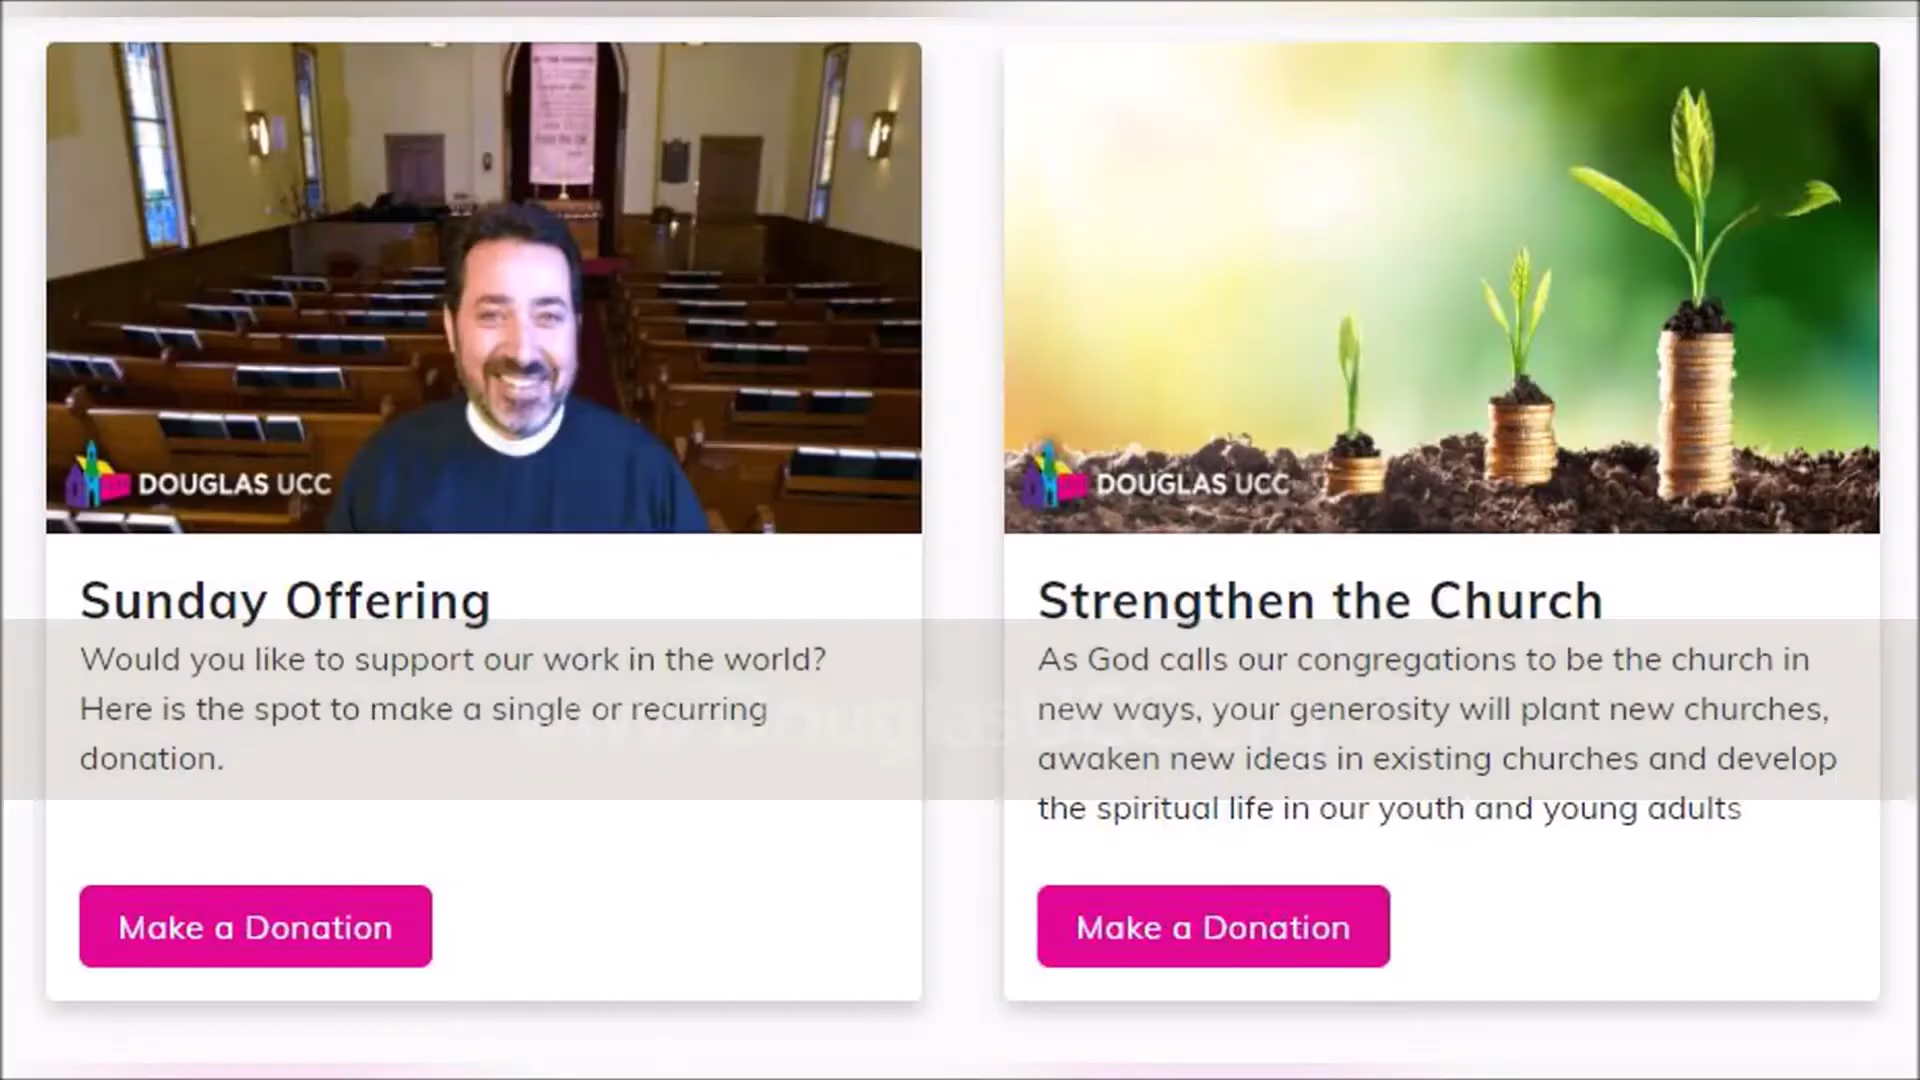 DOUGLAS UCC
Sunday Offering
Would you like to support our work in the world?
Here is the spot to make a single or recurring
donation.
Make a Donation
DOUGLAS UCC
Strengthen the Church
As God calls our congregations to be the church in
new ways, your generosity will plant new churches,
awaken new ideas in existing churches and develop
the spiritual life in our youth and young adults
Make a Donation